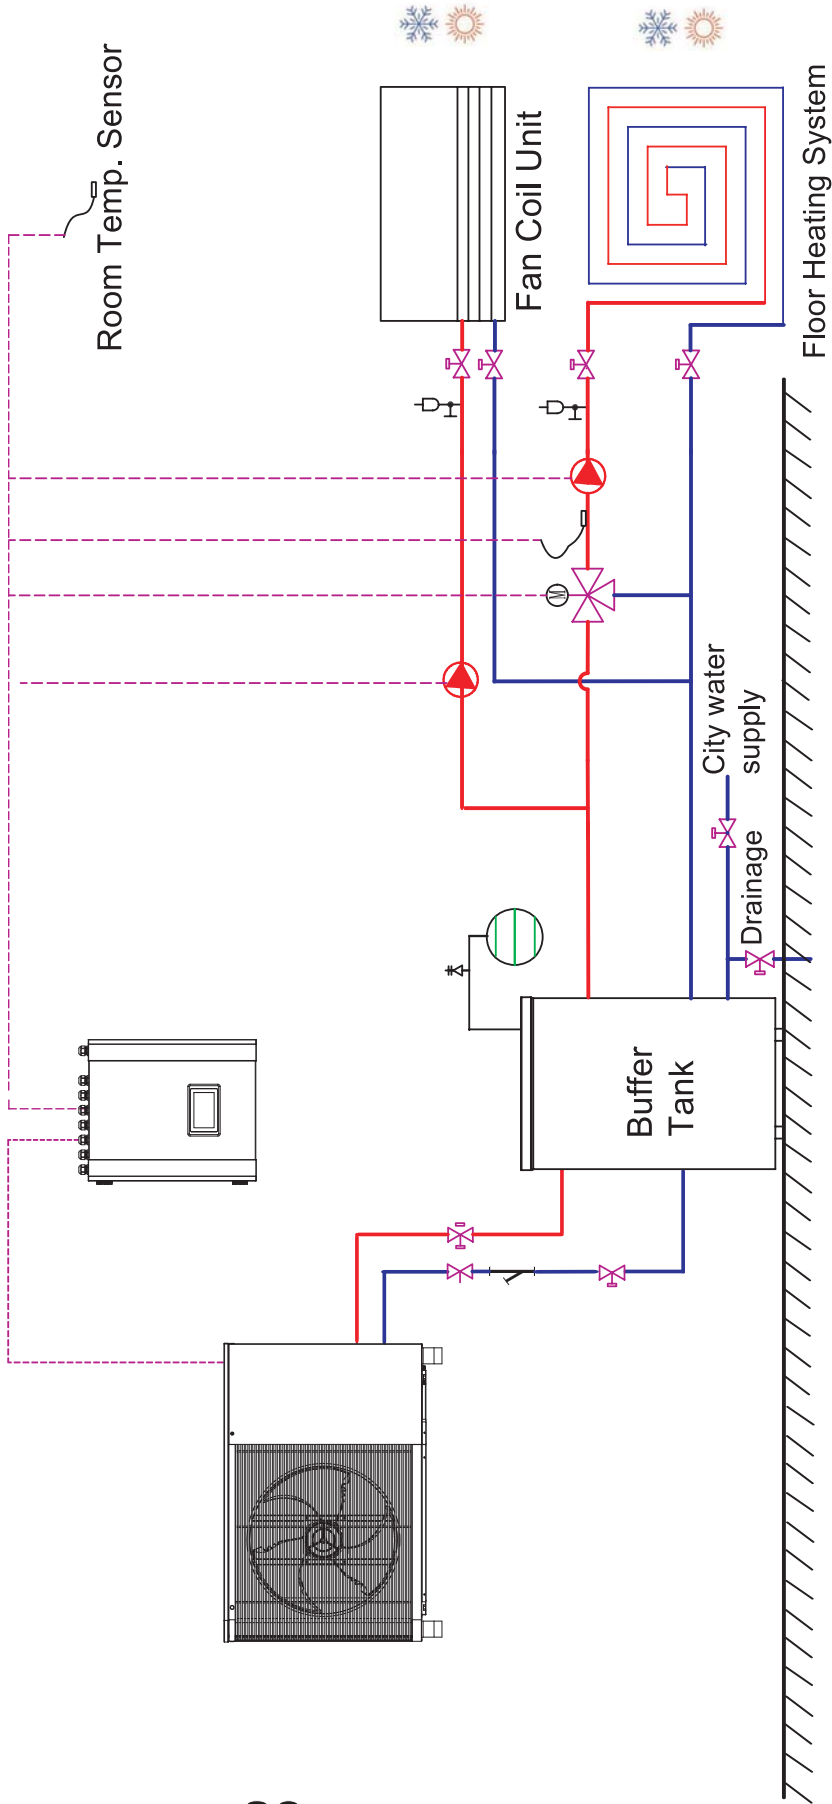 Room Temp. Sensor
Fan Coil Unit
Floor Heating System
City water
supply
Drainage
Buffer
Tank